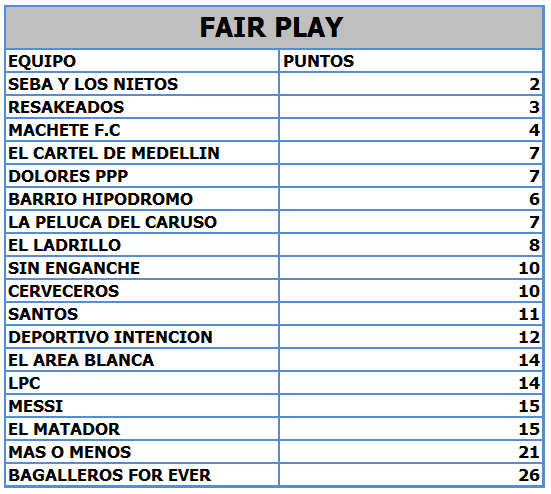 FAIR PLAY
EQUIPO PUNTOS
SEBA Y LOS NIETOS 2
RESAKEADOS 3
MACHETE F.C 4
EL CARTEL DE MEDELLIN 7
DOLORES PPP 7
BARRIO HIPODROMO 6
LA PELUCA DEL CARUSO 7
EL LADRILLO 8
SIN ENGANCHE 10
CERVECEROS 10
SANTOS 11
DEPORTIVO INTENCION 12
EL AREA BLANCA 14
LPC 14
MESSI 15
EL MATADOR 15
MAS O MENOS 21
BAGALLEROS FOR EVER 26